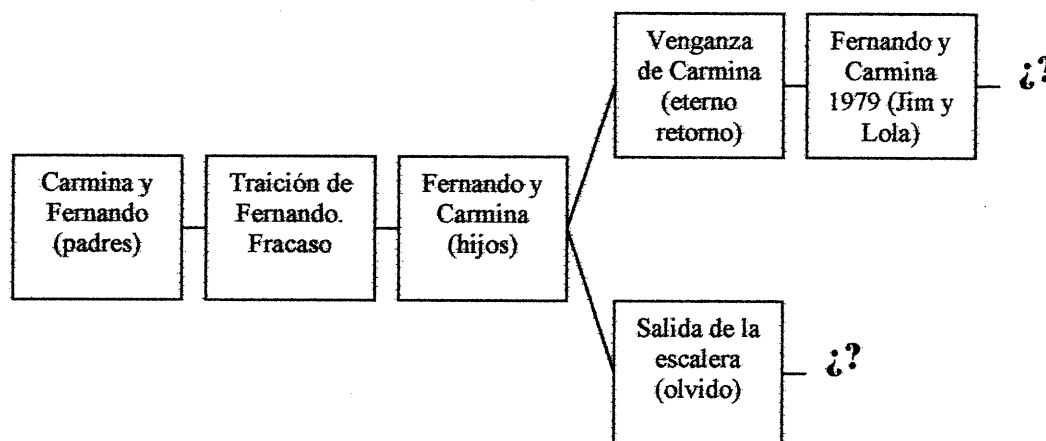 Carmina y
Fernando
(padres)
Traición de
Fernando.
Fracaso
Fernando y
Carmina
(hijos)
Venganza
de Carmina
(eterno
retorno)
Fernando y
Carmina
1979 (Jim y
Lola)
¿?
Salida de la
escalera
(olvido)
¿?